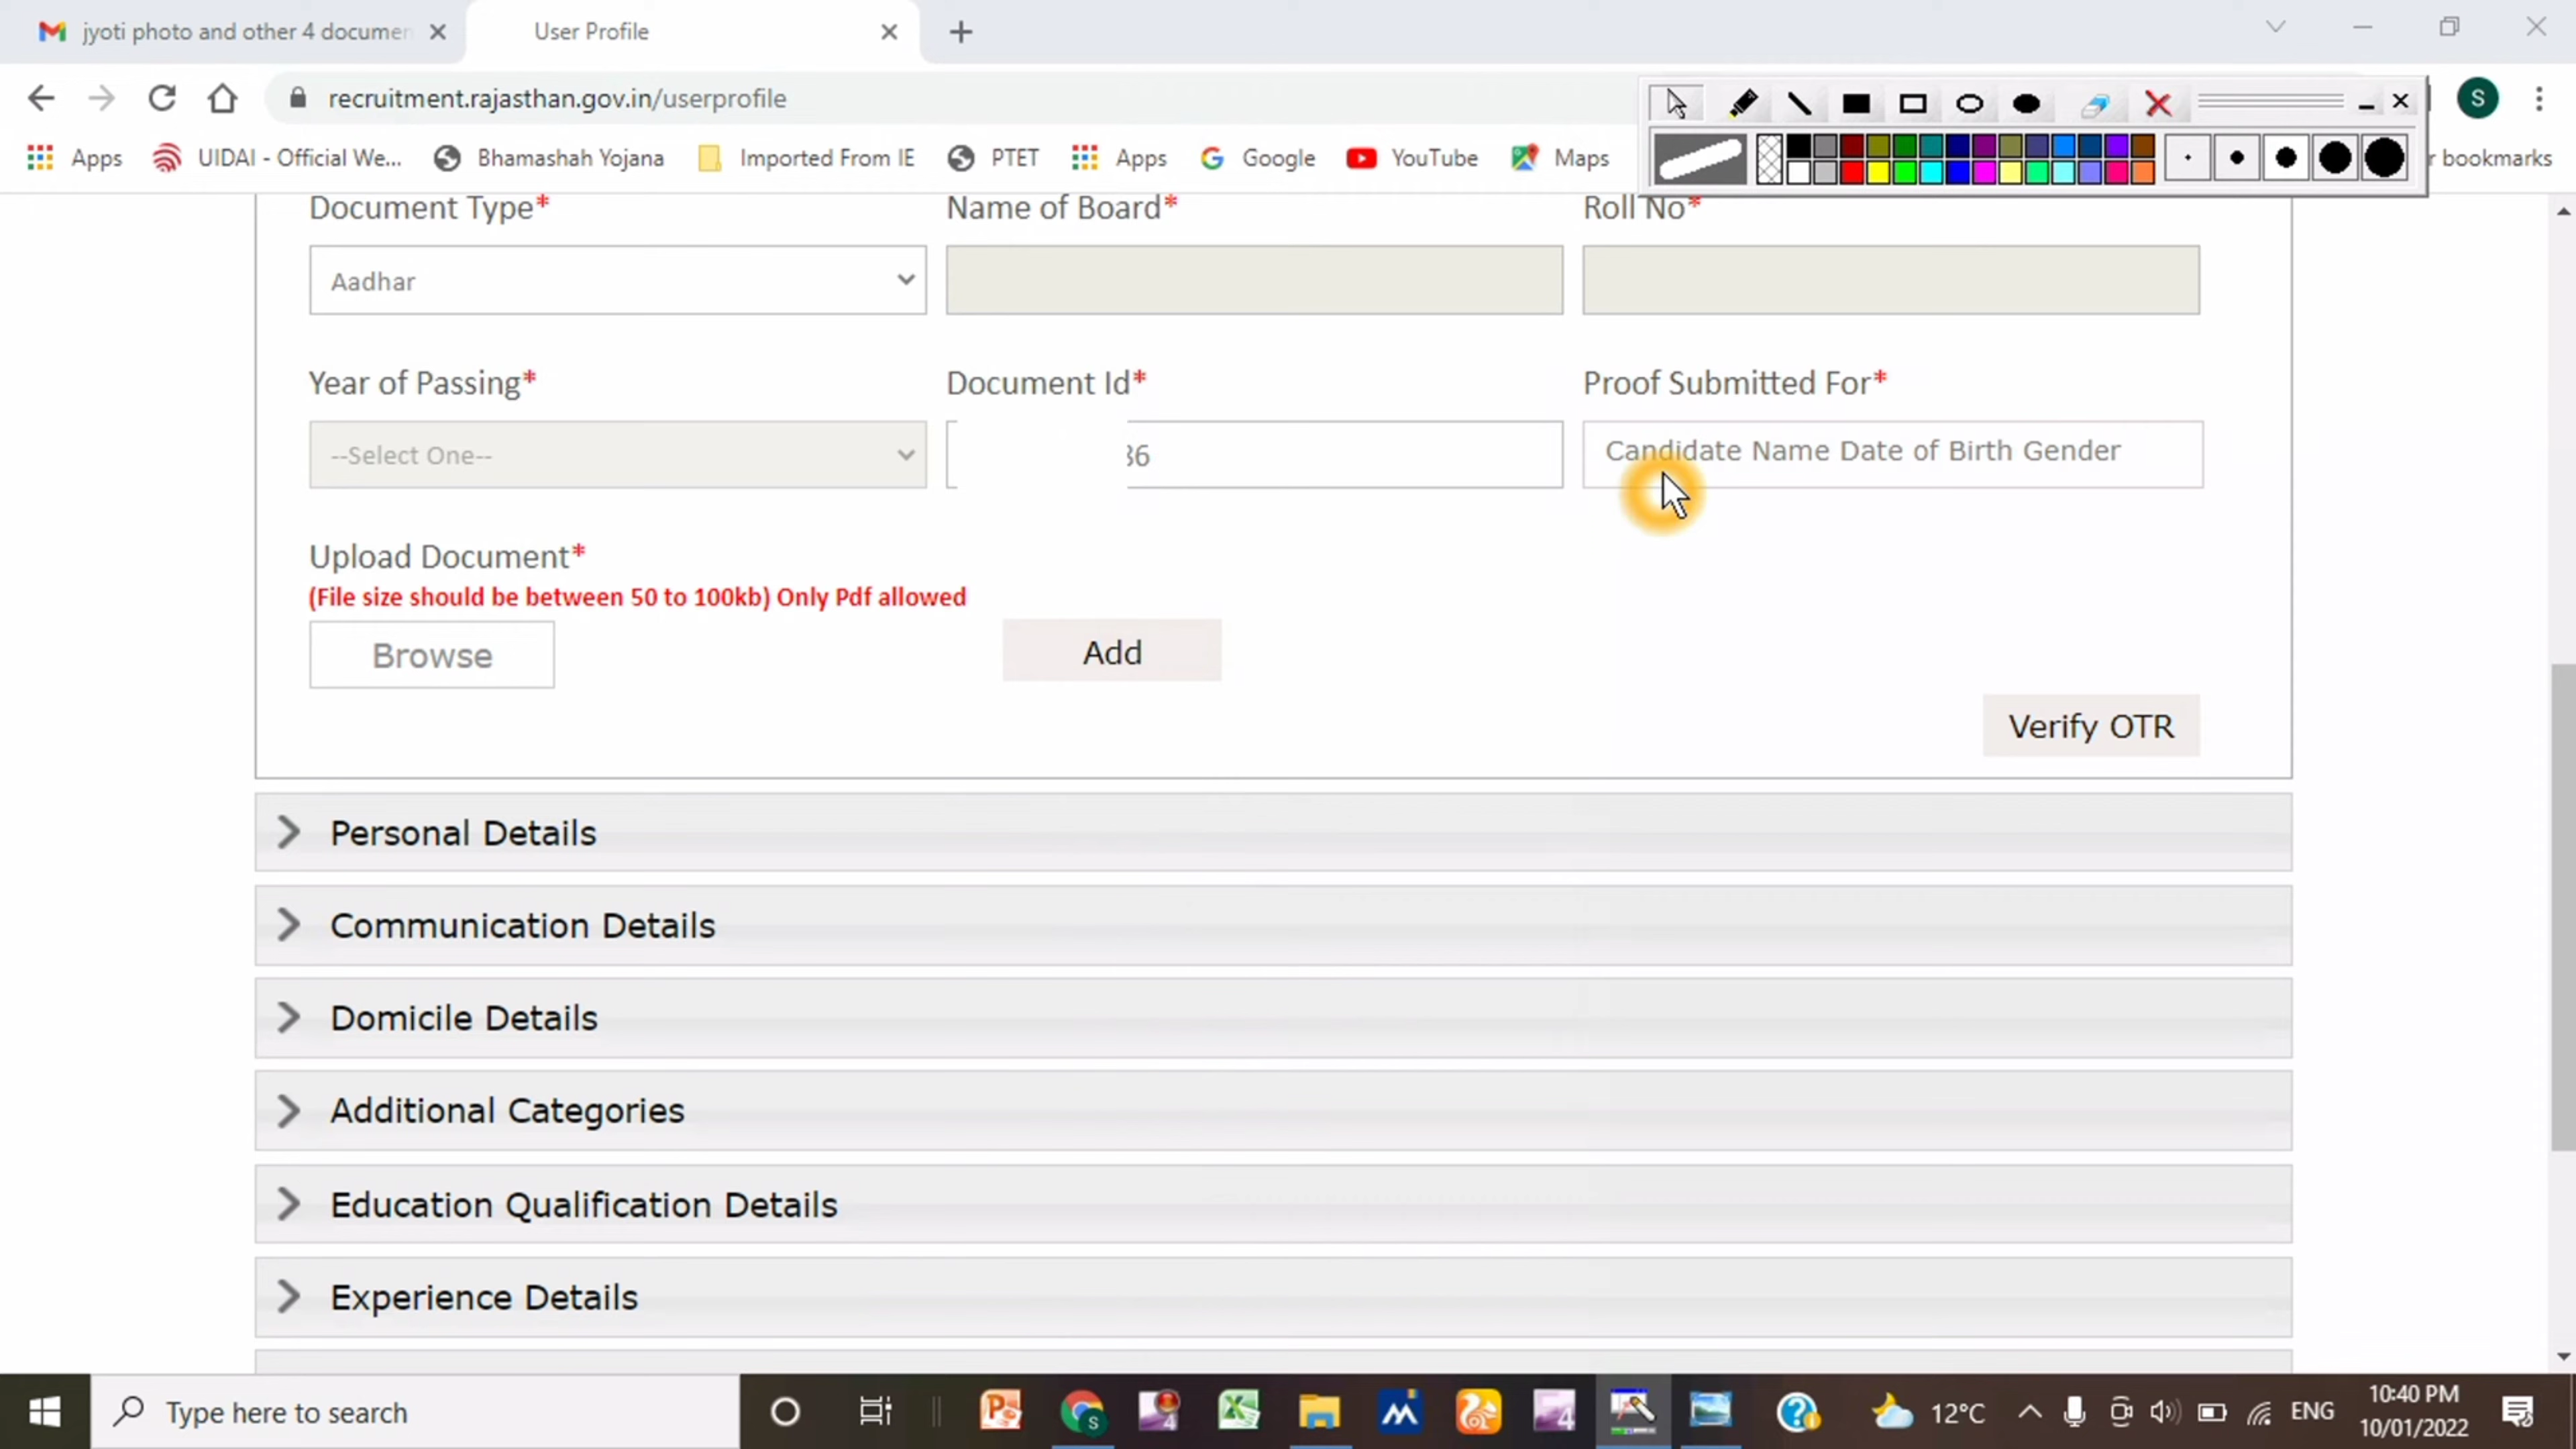 jyoti photo and other 4 documen
User Profile
recruitment.rajasthan.gov.in/userprofile
S
Apps
UIDAI - Official We...
Bhamashah Yojana
Imported From IE
PTET
Apps
Google
YouTube
Maps
r bookmarks
Document Type*
Name of Board*
Roll No*
Aadhar
Year of Passing*
Document Id*
Proof Submitted For*
--Select One--
36
Candidate Name Date of Birth Gender
Upload Document*
(File size should be between 50 to 100kb) Only Pdf allowed
Browse
Add
Verify OTR
Personal Details
Communication Details
Domicile Details
Additional Categories
Education Qualification Details
Experience Details
Type here to search
12°C
ENG
10:40 PM
10/01/2022